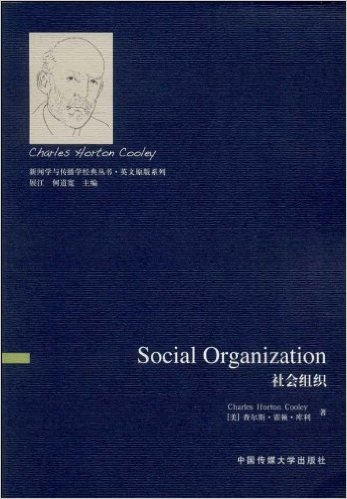 Charles Horton Cooley
新闻学与传播学经典丛书·英文原版系列
展江 何道宽 主编
Social Organization
社会组织
Charles Horton Cooley
[美] 查尔斯·霍顿·库利 著
中国传媒大学出版社